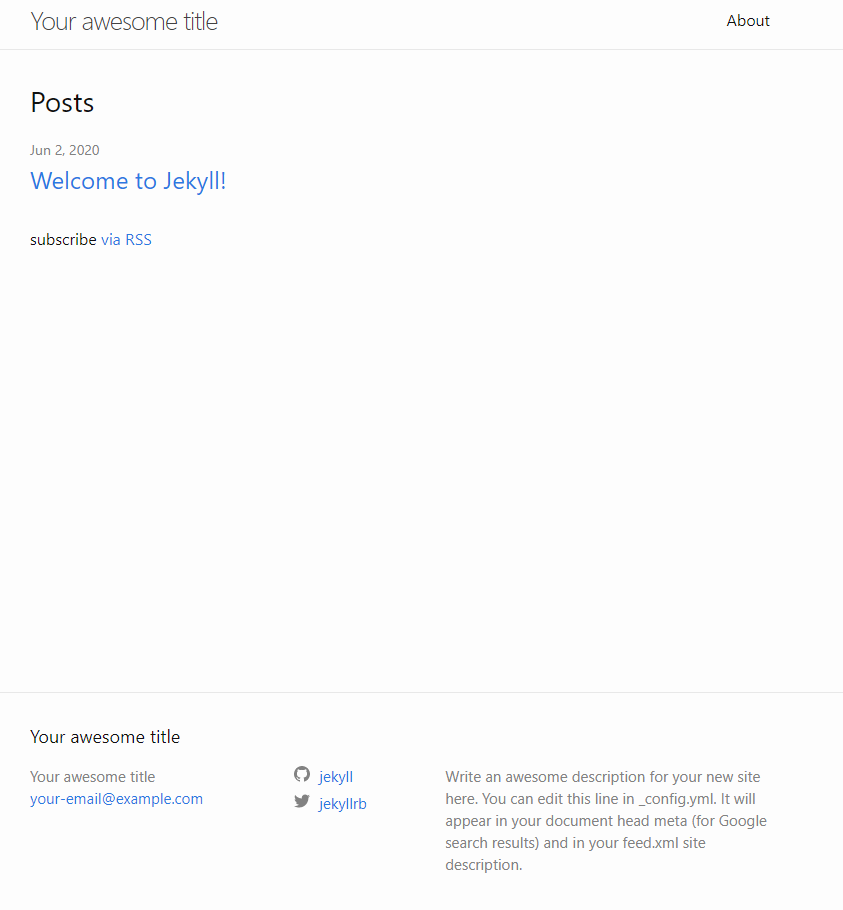 Your awesome title
About
Posts
Jun 2, 2020
Welcome to Jekyll!
subscribe via RSS
Your awesome title
Your awesome title
your-email@example.com
jekyll
jekyllrb
Write an awesome description for your new site
here. You can edit this line in _config.yml. It will
appear in your document head meta (for Google
search results) and in your feed.xml site
description.